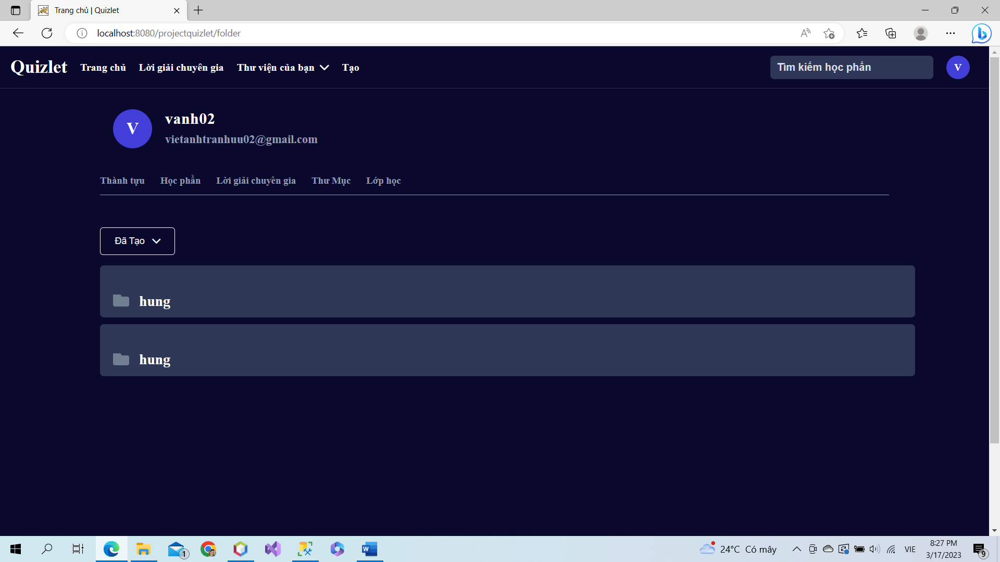 Trang chủ | Quizlet
localhost:8080/projectquizlet/folder
Quizlet Trang chủ Lời giải chuyên gia Thư viện của bạn Tạo Tìm kiếm học phần V
V
vanh02
vietanhtranhuu02@gmail.com
Thành tựu Học phần Lời giải chuyên gia Thư Mục Lớp học
Đã Tạo
hung
hung
24°C Có mây
VIE
8:27 PM
3/17/2023
1
9